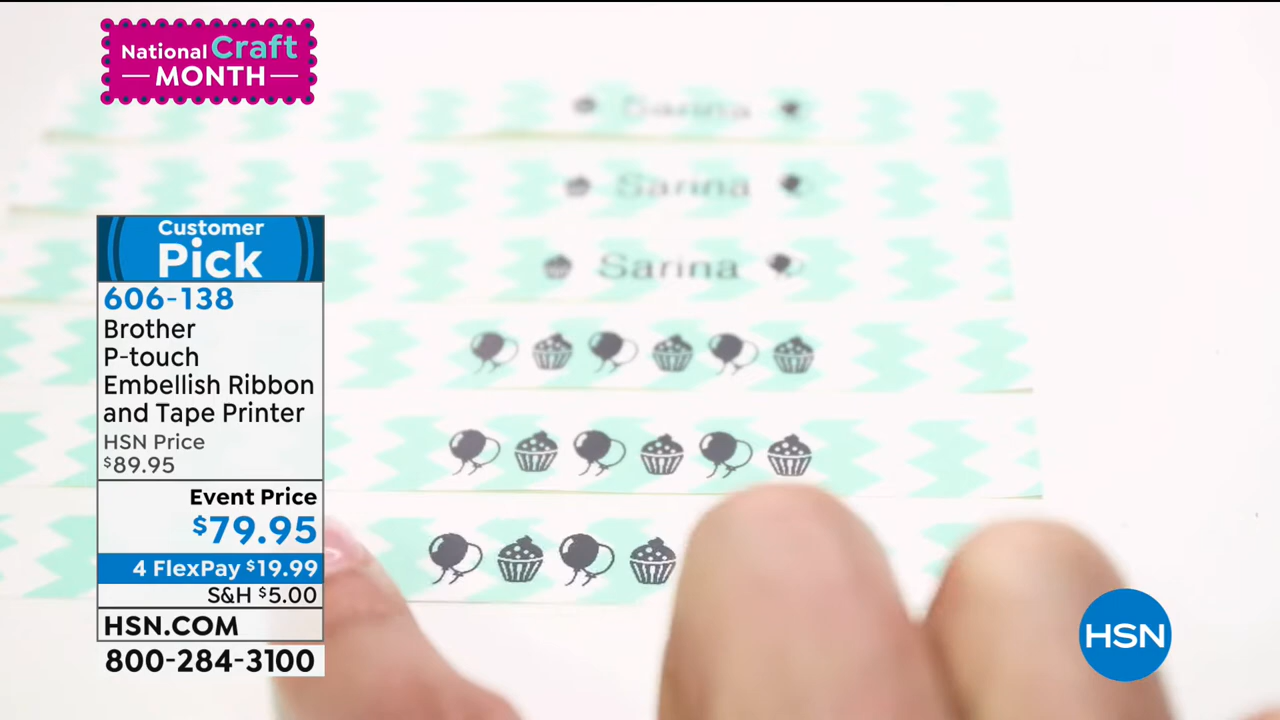 National Craft
MONTH
Sarina
Sarina
Sarina
Customer
Pick
606-138
Brother
P-touch
Embellish Ribbon
and Tape Printer
HSN Price
$89.95
Event Price
$79.95
4 FlexPay $19.99
S&H $5.00
HSN.COM
800-284-3100
HSN